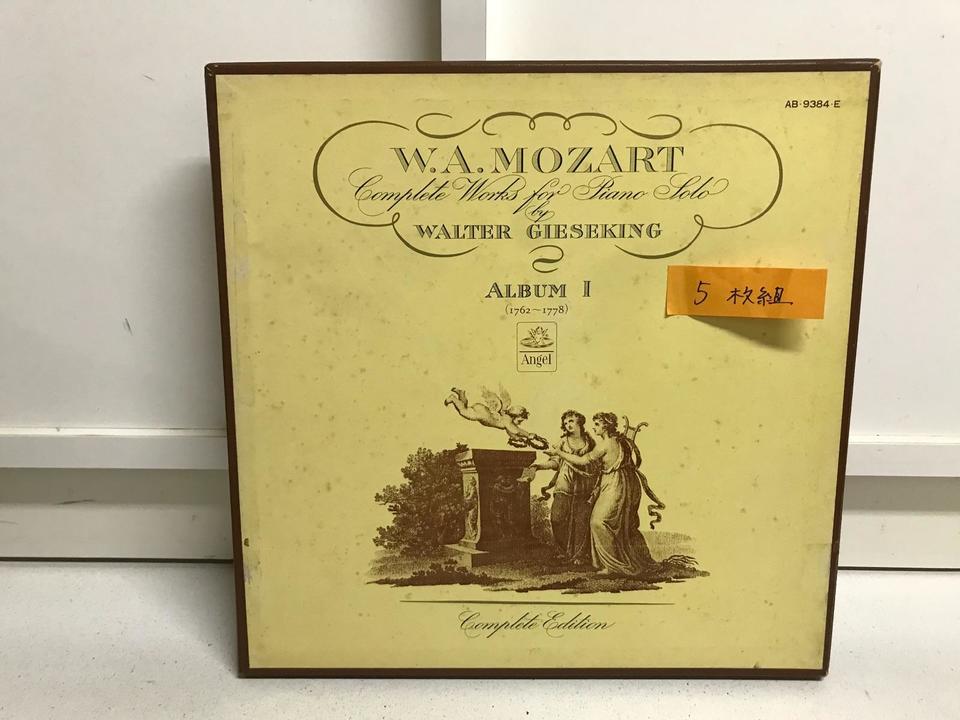 AB-9384-E
W.A.MOZART
Complete Works for Piano Solo
by
WALTER GIESEKING
ALBUM I
(1762~1778)
5枚組
Angel
Complete Edition